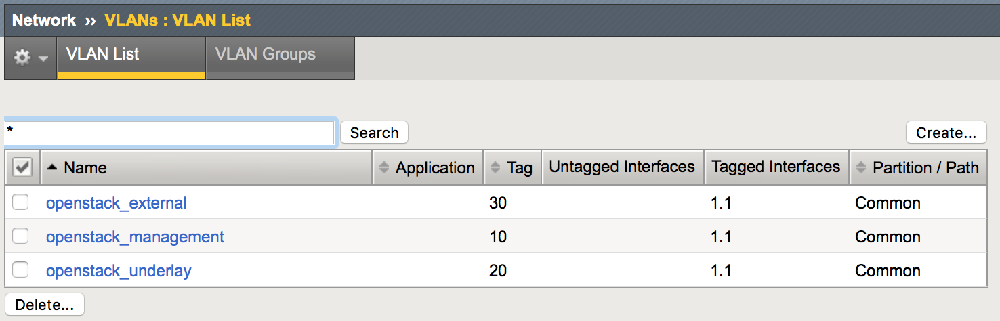 Network ›› VLANs : VLAN List
VLAN List VLAN Groups
* Search Create...
Name Application Tag Untagged Interfaces Tagged Interfaces Partition / Path
openstack_external 30 1.1 Common
openstack_management 10 1.1 Common
openstack_underlay 20 1.1 Common
Delete...